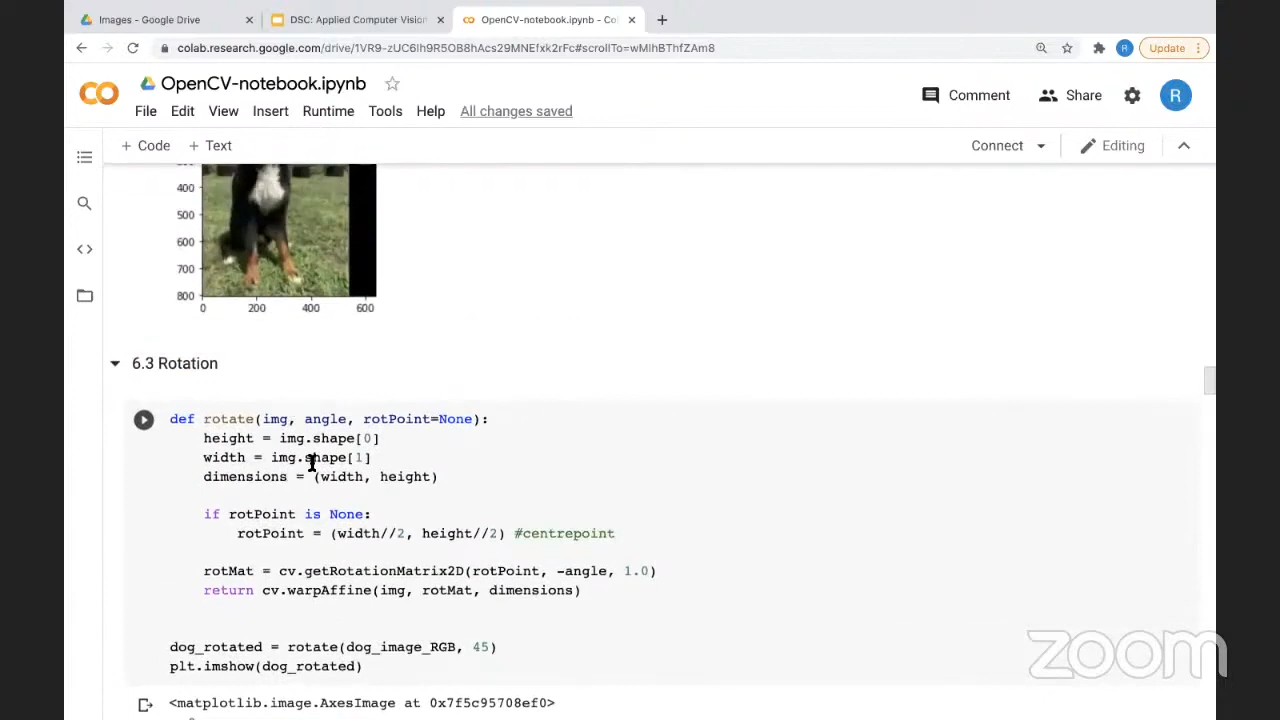 Images - Google Drive
DSC: Applied Computer Vision
OpenCV-notebook.ipynb - Co
colab.research.google.com/drive/1VR9-zUC6lh9R5OB8hAcs29MNEfxk2rFc#scrollTo=wMlhBThfZAm8
R
Update
OpenCV-notebook.ipynb
Comment
Share
R
File Edit View Insert Runtime Tools Help All changes saved
+ Code + Text
Connect
Editing
400
500
600
700
800
0 200 400 600
6.3 Rotation
def rotate(img, angle, rotPoint=None):
height = img.shape[0]
width = img.shape[1]
dimensions = (width, height)
if rotPoint is None:
rotPoint = (width//2, height//2) #centrepoint
rotMat = cv.getRotationMatrix2D(rotPoint, -angle, 1.0)
return cv.warpAffine(img, rotMat, dimensions)
dog_rotated = rotate(dog_image_RGB, 45)
plt.imshow(dog_rotated)
<matplotlib.image.AxesImage at 0x7f5c95708ef0>
zoom